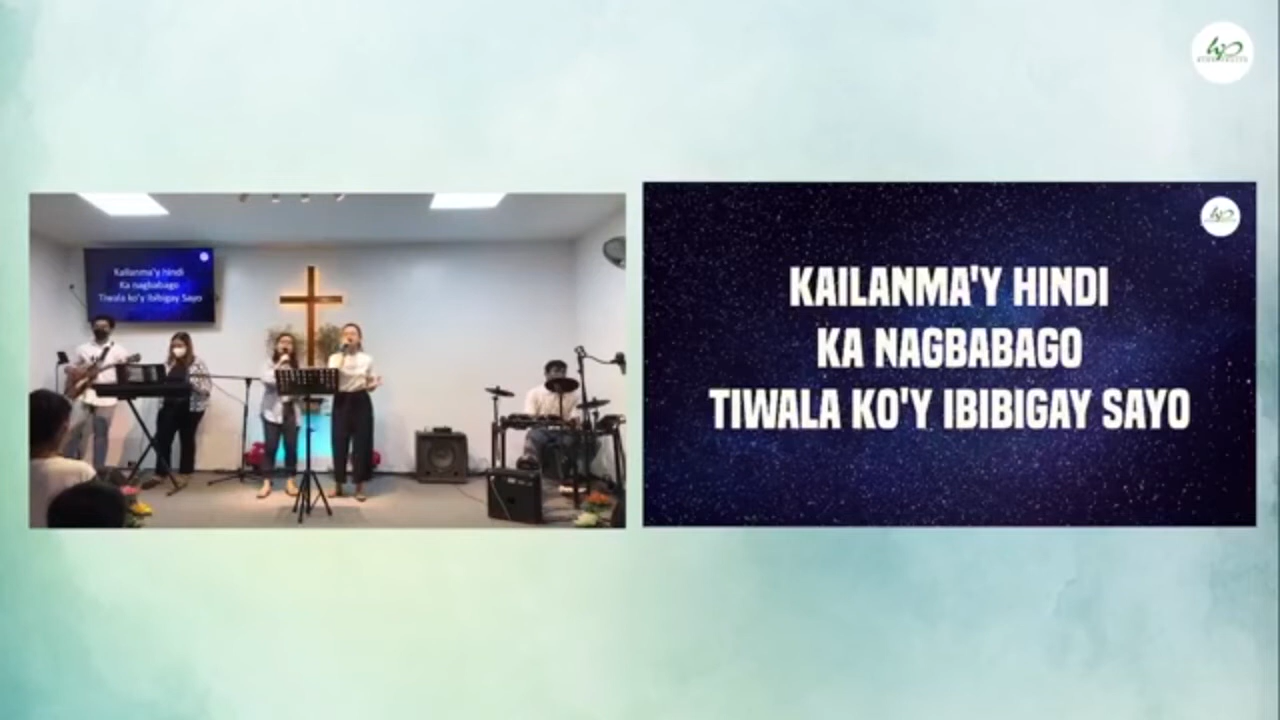 Kailanma'y hindi
Ka nagbabago
Tiwala ko'y ibibigay Sayo
KAILANMA'Y HINDI
KA NAGBABAGO
TIWALA KO'Y IBIBIGAY SAYO